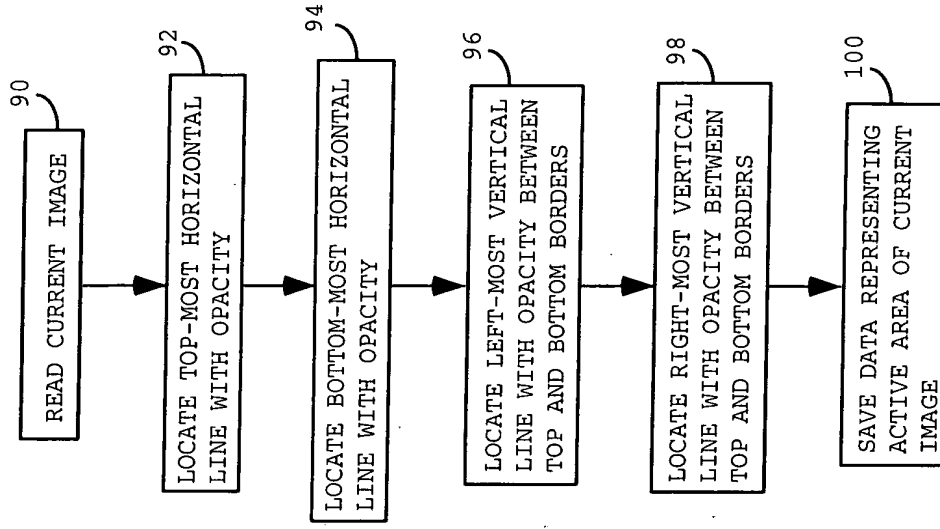 90
READ CURRENT IMAGE
92
LOCATE TOP-MOST HORIZONTAL
LINE WITH OPACITY
94
LOCATE BOTTOM-MOST HORIZONTAL
LINE WITH OPACITY
96
LOCATE LEFT-MOST VERTICAL
LINE WITH OPACITY BETWEEN
TOP AND BOTTOM BORDERS
98
LOCATE RIGHT-MOST VERTICAL
LINE WITH OPACITY BETWEEN
TOP AND BOTTOM BORDERS
100
SAVE DATA REPRESENTING
ACTIVE AREA OF CURRENT
IMAGE